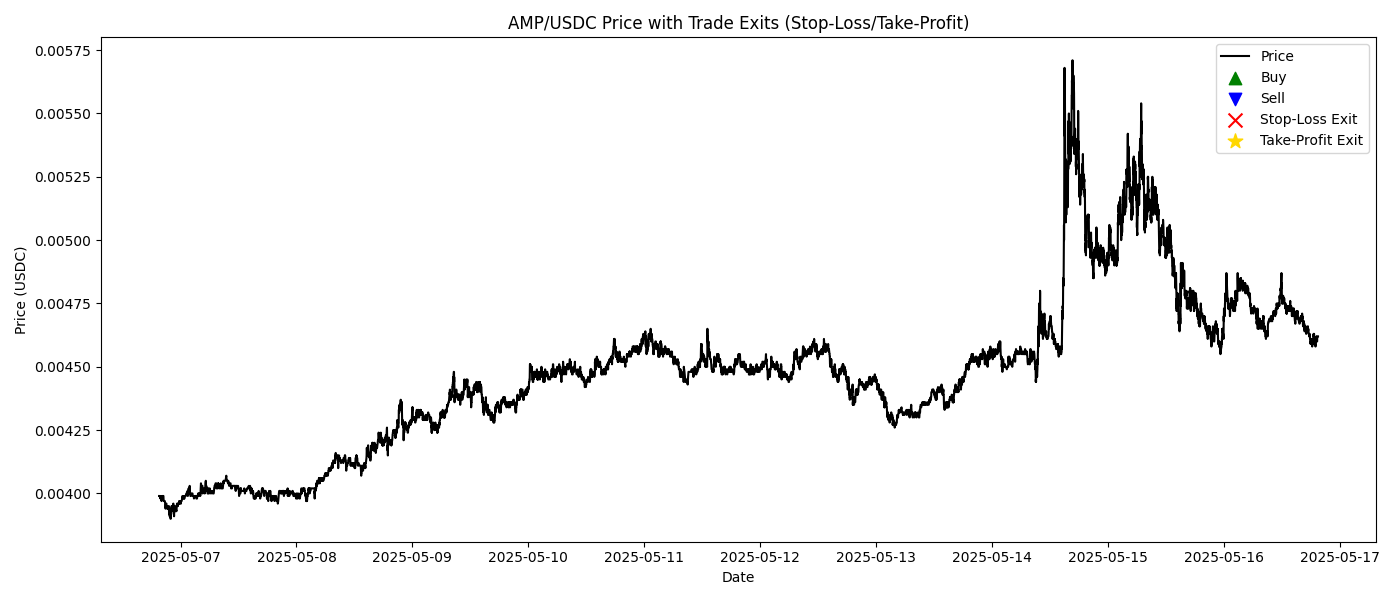 AMP/USDC Price with Trade Exits (Stop-Loss/Take-Profit)
Price
Buy
Sell
Stop-Loss Exit
Take-Profit Exit
Price (USDC)
0.00575
0.00550
0.00525
0.00500
0.00475
0.00450
0.00425
0.00400
2025-05-07 2025-05-08 2025-05-09 2025-05-10 2025-05-11 2025-05-12 2025-05-13 2025-05-14 2025-05-15 2025-05-16 2025-05-17
Date